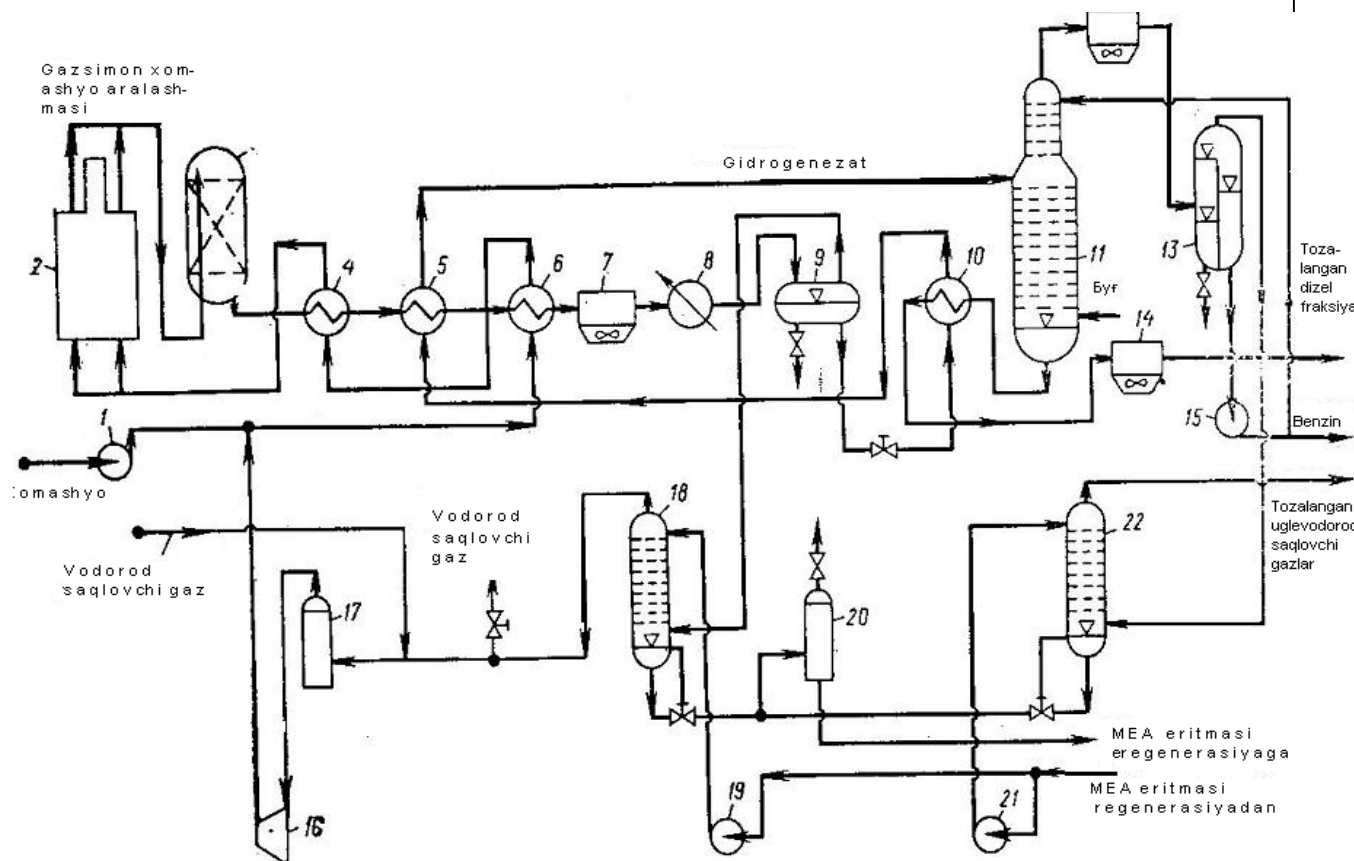 Gazsimon xom-
ashyo aralash-
masi
Gidrogenezat
2
4
5
6
7
8
9
10
11
Буғ
13
14
15
Toza-
langan
dizel
fraksiya
Benzin
1
omashyo
Vodorod
saqlovchi gaz
Vodorod
saqlovchi
gaz
16
17
18
19
20
21
22
Tozalangan
uglevodorod
saqlovchi
gazlar
MEA eritmasi
eregenerasiyaga
MEA eritmasi
regenerasiyadan